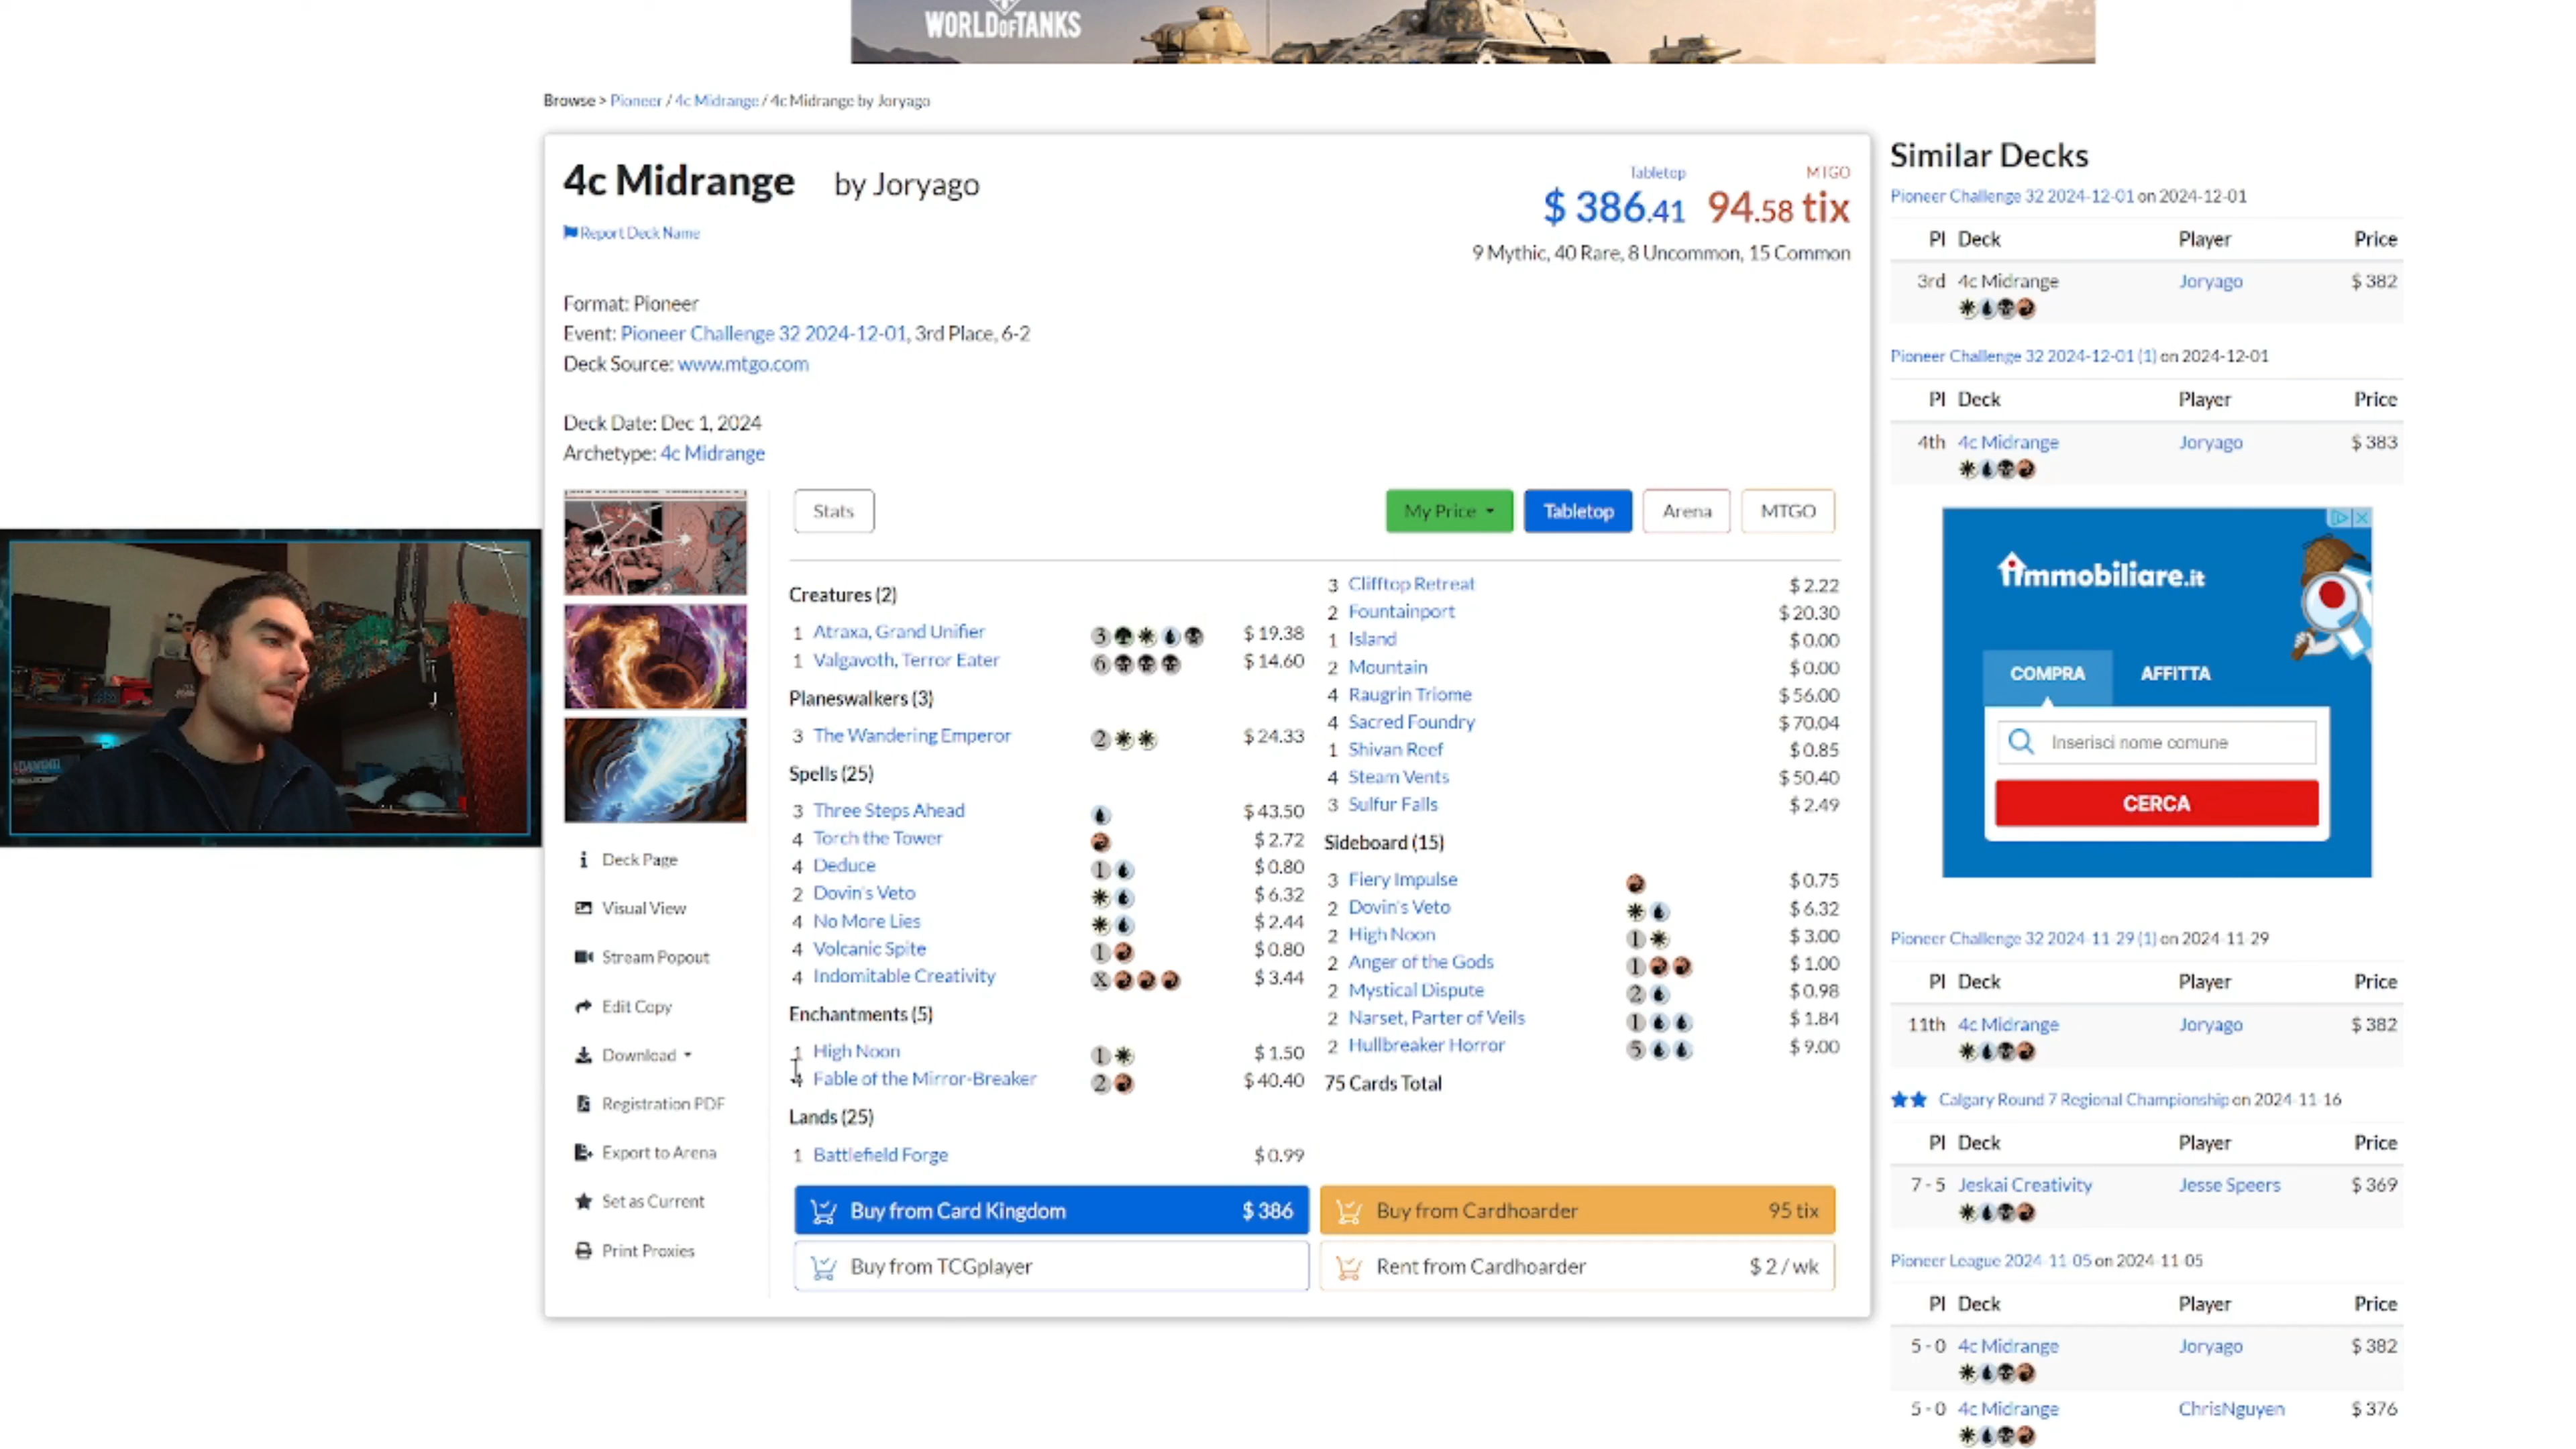 WORLD OF TANKS
Browse > Pioneer / 4c Midrange / 4c Midrange by Joryago
4c Midrange by Joryago
Report Deck Name
Tabletop MTGO
$ 386.41 94.58 tix
9 Mythic, 40 Rare, 8 Uncommon, 15 Common
Format: Pioneer
Event: Pioneer Challenge 32 2024-12-01, 3rd Place, 6-2
Deck Source: www.mtgo.com
Deck Date: Dec 1, 2024
Archetype: 4c Midrange
Stats
My Price Tabletop Arena MTGO
Deck Page
Visual View
Stream Popout
Edit Copy
Download
Registration PDF
Export to Arena
Set as Current
Print Proxies
Creatures (2)
1 Atraxa, Grand Unifier 3 $ 19.38
1 Valgavoth, Terror Eater 6 $ 14.60
Planeswalkers (3)
3 The Wandering Emperor 2 $ 24.33
Spells (25)
3 Three Steps Ahead $ 43.50
4 Torch the Tower $ 2.72
4 Deduce 1 $ 0.80
2 Dovin's Veto $ 6.32
4 No More Lies $ 2.44
4 Volcanic Spite 1 $ 0.80
4 Indomitable Creativity X $ 3.44
Enchantments (5)
1 High Noon 1 $ 1.50
4 Fable of the Mirror-Breaker 2 $ 40.40
Lands (25)
1 Battlefield Forge $ 0.99
3 Clifftop Retreat $ 2.22
2 Fountainport $ 20.30
1 Island $ 0.00
2 Mountain $ 0.00
4 Raugrin Triome $ 56.00
4 Sacred Foundry $ 70.04
1 Shivan Reef $ 0.85
4 Steam Vents $ 50.40
3 Sulfur Falls $ 2.49
Sideboard (15)
3 Fiery Impulse $ 0.75
2 Dovin's Veto $ 6.32
2 High Noon 1 $ 3.00
2 Anger of the Gods 1 $ 1.00
2 Mystical Dispute 2 $ 0.98
2 Narset, Parter of Veils 1 $ 1.84
2 Hullbreaker Horror 5 $ 9.00
75 Cards Total
Buy from Card Kingdom $ 386
Buy from Cardhoarder 95 tix
Buy from TCGplayer
Rent from Cardhoarder $ 2 / wk
Similar Decks
Pioneer Challenge 32 2024-12-01 on 2024-12-01
Pl Deck Player Price
3rd 4c Midrange Joryago $ 382
Pioneer Challenge 32 2024-12-01 (1) on 2024-12-01
Pl Deck Player Price
4th 4c Midrange Joryago $ 383
immobiliare.it
COMPRA AFFITTA
Inserisci nome comune
CERCA
Pioneer Challenge 32 2024-11-29 (1) on 2024-11-29
Pl Deck Player Price
11th 4c Midrange Joryago $ 382
Calgary Round 7 Regional Championship on 2024-11-16
Pl Deck Player Price
7 - 5 Jeskai Creativity Jesse Speers $ 369
Pioneer League 2024-11-05 on 2024-11-05
Pl Deck Player Price
5 - 0 4c Midrange Joryago $ 382
5 - 0 4c Midrange ChrisNguyen $ 376